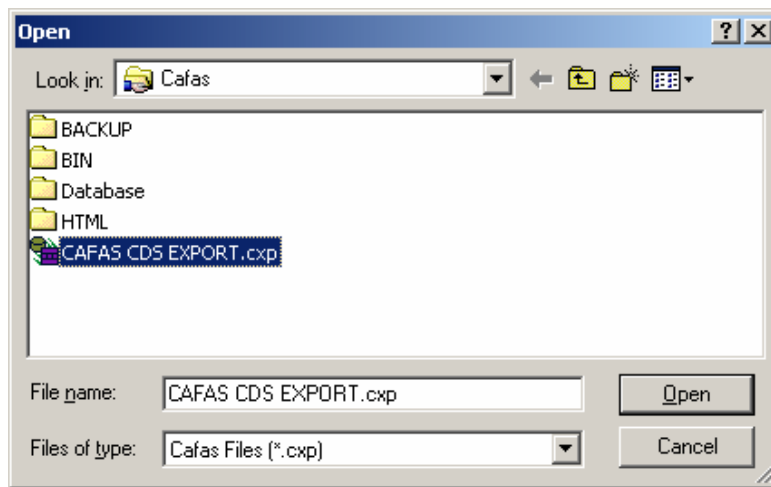 Open
Look in: Cafas
BACKUP
BIN
Database
HTML
CAFAS CDS EXPORT.cxp
File name: CAFAS CDS EXPORT.cxp Open
Files of type: Cafas Files (*.cxp) Cancel